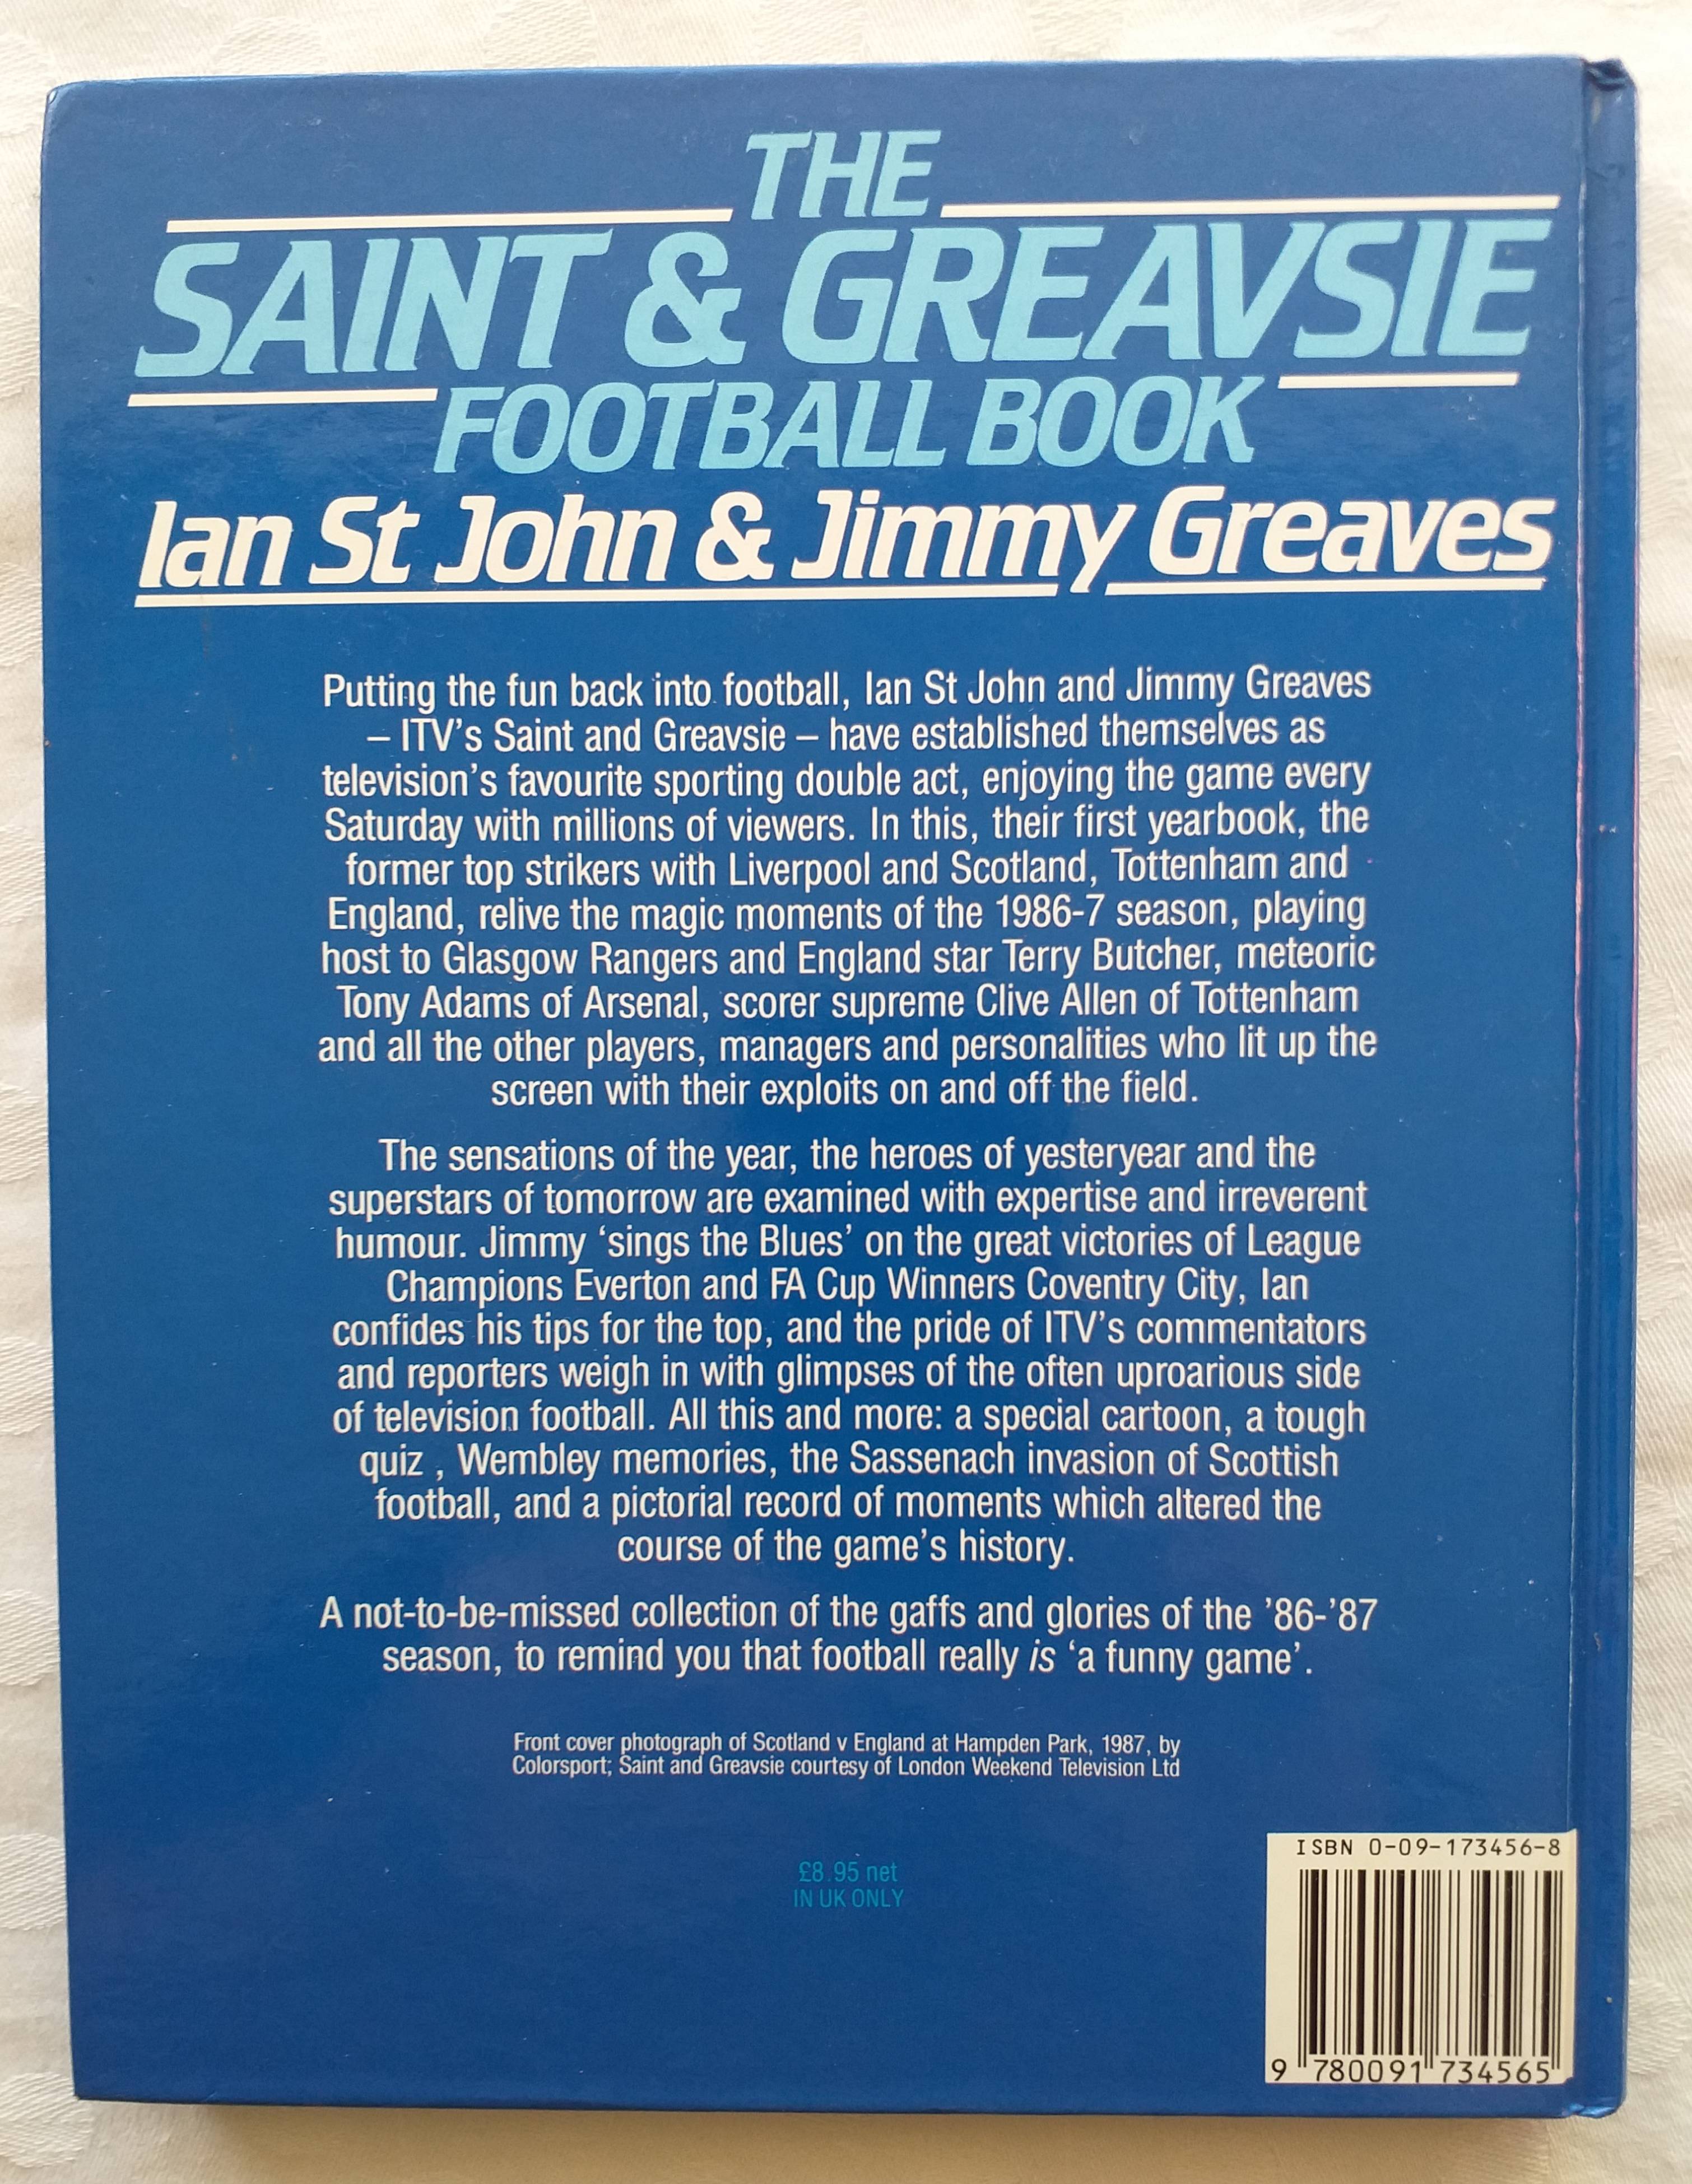 THE
SAINT & GREAVSIE
FOOTBALL BOOK
Ian St John & Jimmy Greaves
Putting the fun back into football, Ian St John and Jimmy Greaves
– ITV's Saint and Greavsie – have established themselves as
television's favourite sporting double act, enjoying the game every
Saturday with millions of viewers. In this, their first yearbook, the
former top strikers with Liverpool and Scotland, Tottenham and
England, relive the magic moments of the 1986-7 season, playing
host to Glasgow Rangers and England star Terry Butcher, meteoric
Tony Adams of Arsenal, scorer supreme Clive Allen of Tottenham
and all the other players, managers and personalities who lit up the
screen with their exploits on and off the field.
The sensations of the year, the heroes of yesteryear and the
superstars of tomorrow are examined with expertise and irreverent
humour. Jimmy 'sings the Blues' on the great victories of League
Champions Everton and FA Cup Winners Coventry City, Ian
confides his tips for the top, and the pride of ITV's commentators
and reporters weigh in with glimpses of the often uproarious side
of television football. All this and more: a special cartoon, a tough
quiz , Wembley memories, the Sassenach invasion of Scottish
football, and a pictorial record of moments which altered the
course of the game's history.
A not-to-be-missed collection of the gaffs and glories of the '86-'87
season, to remind you that football really is 'a funny game'.
Front cover photograph of Scotland v England at Hampden Park, 1987, by
Colorsport; Saint and Greavsie courtesy of London Weekend Television Ltd
£8.95 net
IN UK ONLY
ISBN 0-09-173456-8
9 780091 734565